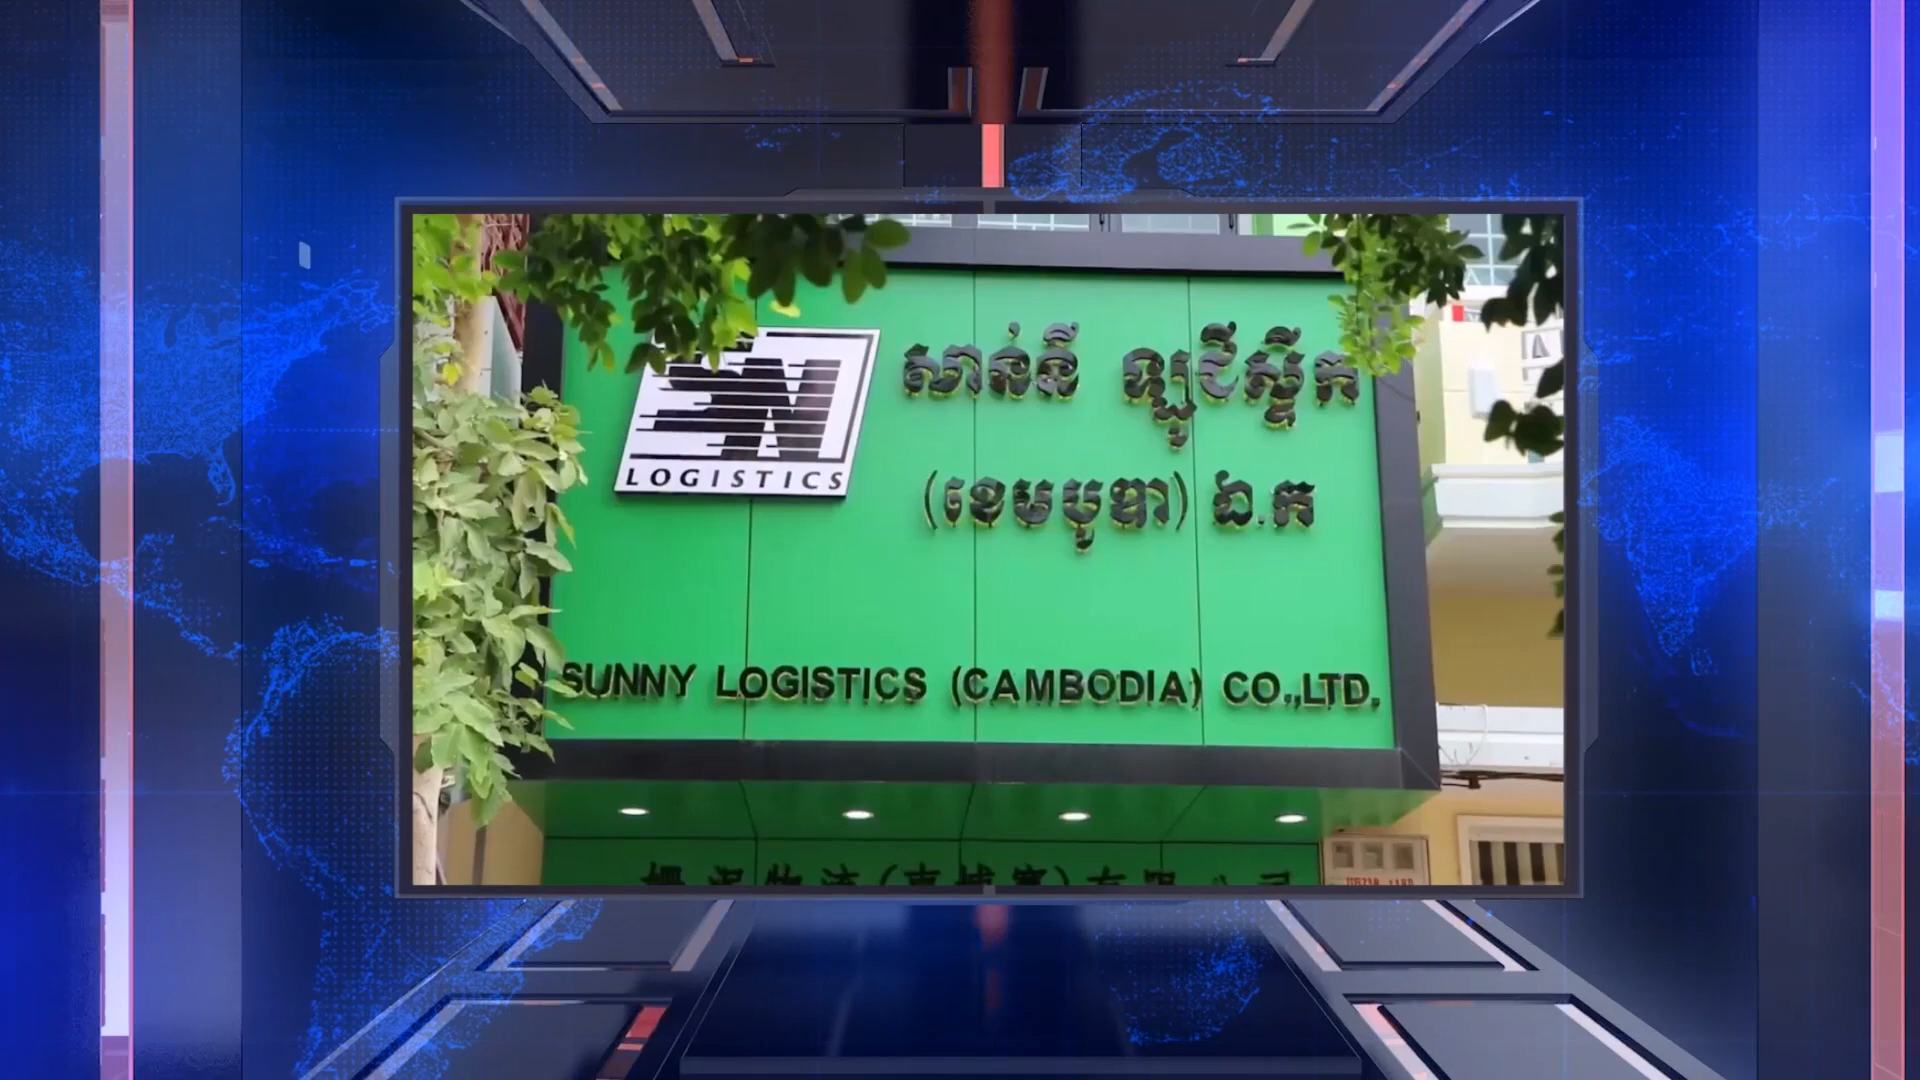 LOGISTICS
សាន់នី ឡូជីស្ទីក
(ខេមបូឌា) ឯ.ក
SUNNY LOGISTICS (CAMBODIA) CO.,LTD.